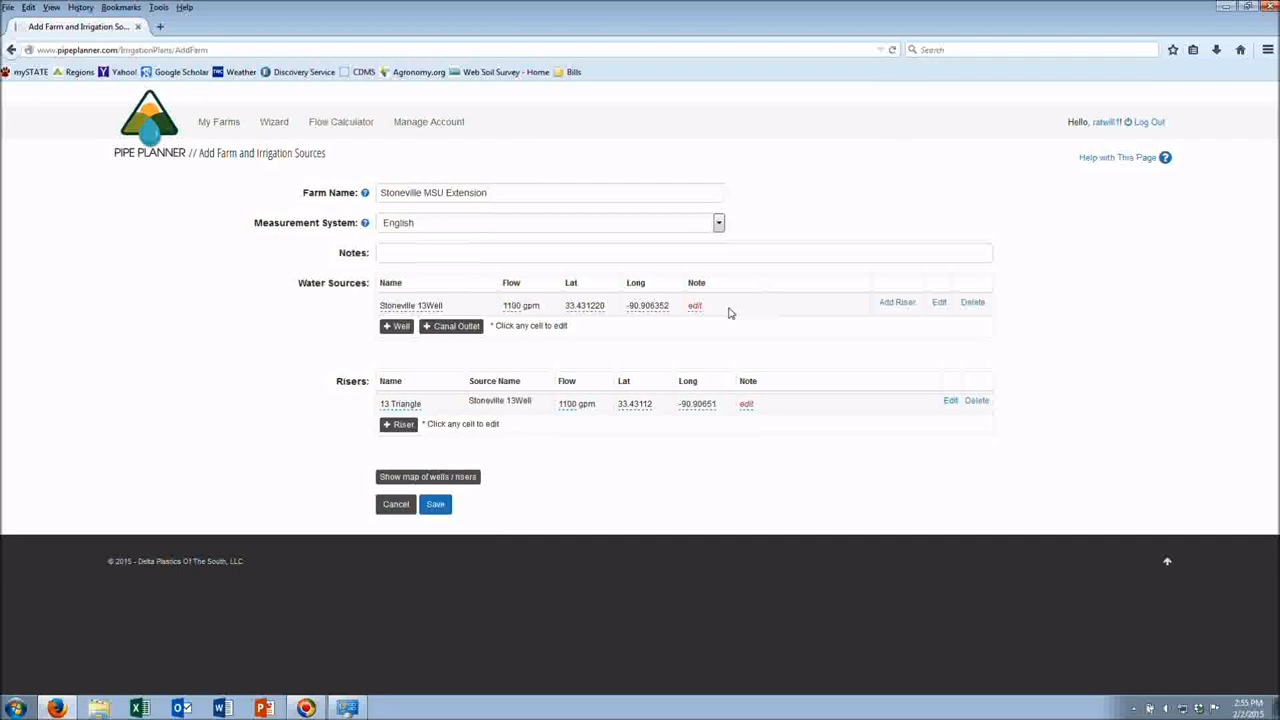 File Edit View History Bookmarks Tools Help
Add Farm and Irrigation So...
www.pipeplanner.com/IrrigationPlans/AddFarm
Search
mySTATE Regions Yahoo! Google Scholar Weather Discovery Service CDMS Agronomy.org Web Soil Survey - Home Bills
My Farms Wizard Flow Calculator Manage Account
Hello, ratwill1! Log Out
PIPE PLANNER // Add Farm and Irrigation Sources
Help with This Page ?
Farm Name: ? Stoneville MSU Extension
Measurement System: ? English
Notes:
Water Sources: Name Flow Lat Long Note
Stoneville 13Well 1100 gpm 33.431220 -90.906352 edit Add Riser Edit Delete
+ Well + Canal Outlet * Click any cell to edit
Risers: Name Source Name Flow Lat Long Note
13 Triangle Stoneville 13Well 1100 gpm 33.43112 -90.90651 edit Edit Delete
+ Riser * Click any cell to edit
Show map of wells / risers
Cancel Save
© 2015 - Delta Plastics Of The South, LLC
2:55 PM
2/2/2015